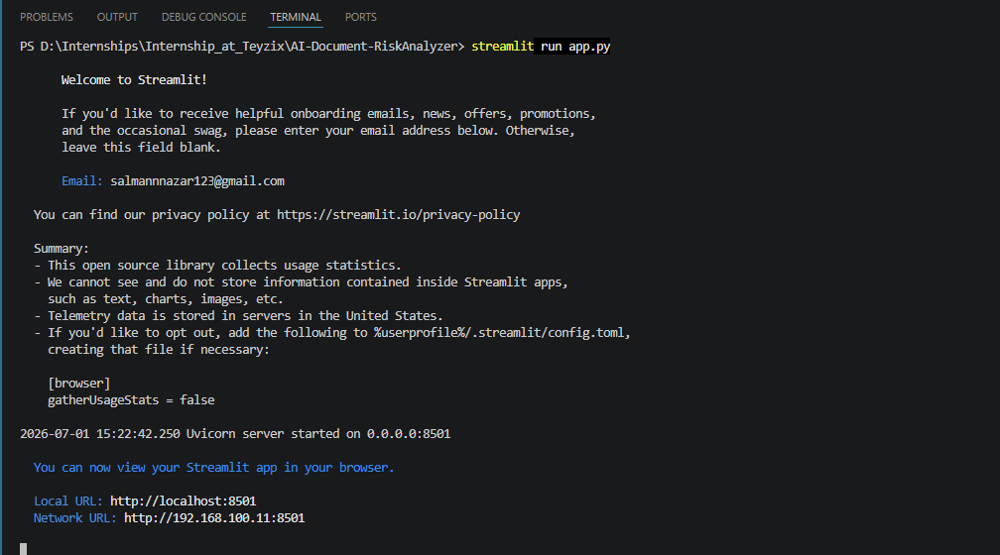 PROBLEMS OUTPUT DEBUG CONSOLE TERMINAL PORTS
PS D:\Internships\Internship_at_Teyzix\AI-Document-RiskAnalyzer> streamlit run app.py
Welcome to Streamlit!
If you'd like to receive helpful onboarding emails, news, offers, promotions,
and the occasional swag, please enter your email address below. Otherwise,
leave this field blank.
Email: salmannnazar123@gmail.com
You can find our privacy policy at https://streamlit.io/privacy-policy
Summary:
- This open source library collects usage statistics.
- We cannot see and do not store information contained inside Streamlit apps,
such as text, charts, images, etc.
- Telemetry data is stored in servers in the United States.
- If you'd like to opt out, add the following to %userprofile%/.streamlit/config.toml,
creating that file if necessary:
[browser]
gatherUsageStats = false
2026-07-01 15:22:42.250 Uvicorn server started on 0.0.0.0:8501
You can now view your Streamlit app in your browser.
Local URL: http://localhost:8501
Network URL: http://192.168.100.11:8501